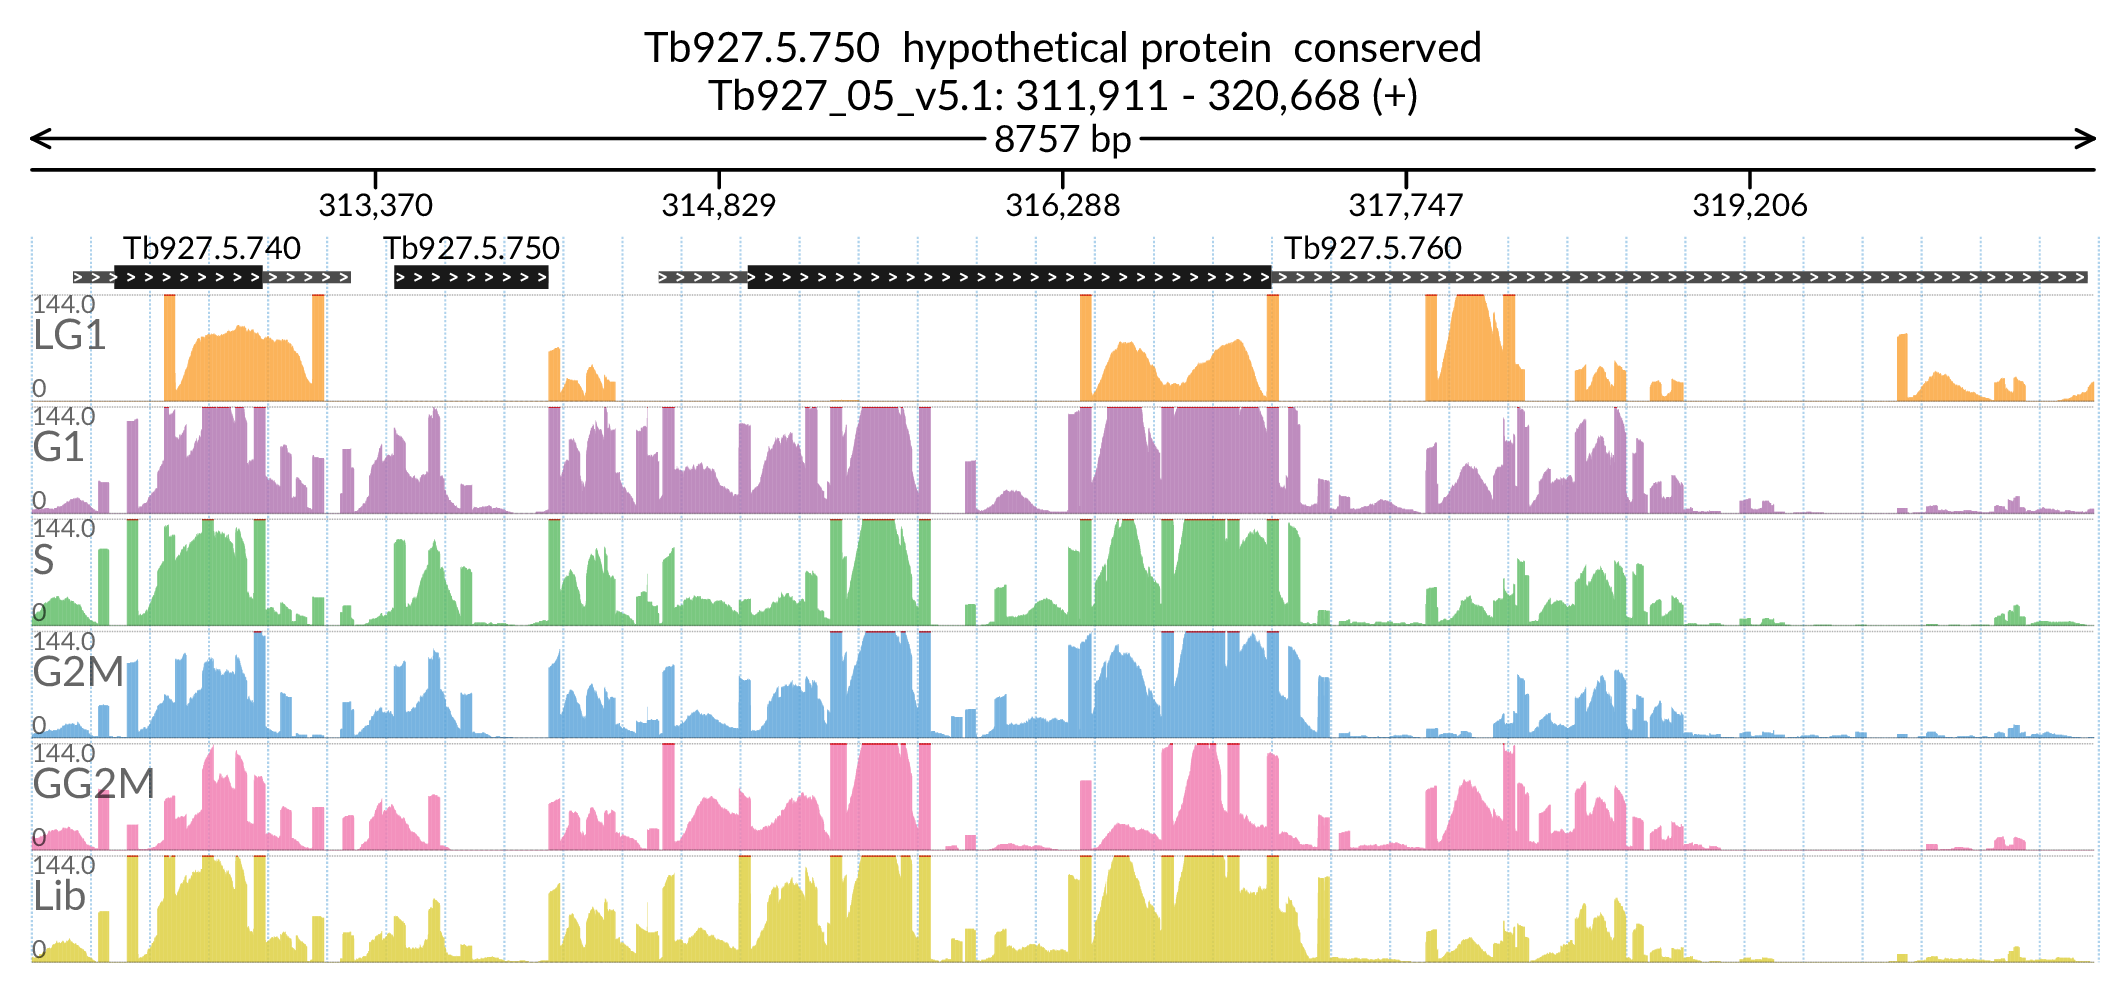 Tb927.5.750 hypothetical protein conserved
Tb927_05_v5.1: 311,911 - 320,668 (+)
8757 bp
313,370 314,829 316,288 317,747 319,206
Tb927.5.740 Tb927.5.750 Tb927.5.760
144.0
LG1
0
144.0
G1
0
144.0
S
0
144.0
G2M
0
144.0
GG2M
0
144.0
Lib
0